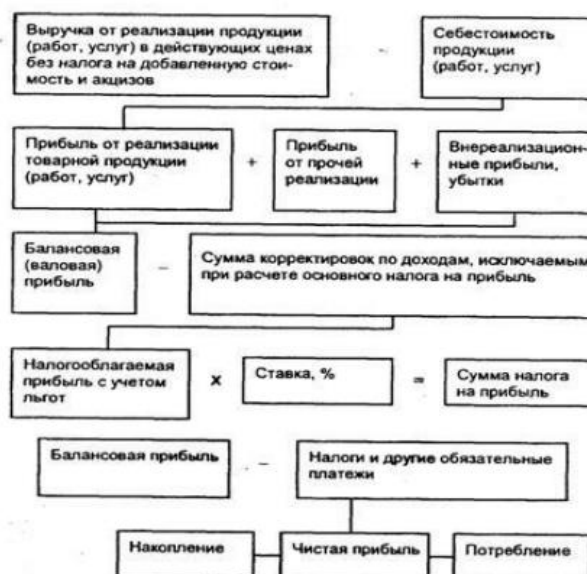 Выручка от реализации продукции
(работ, услуг) в действующих ценах
без налога на добавленную стои-
мость и акцизов
-
Себестоимость
продукции
(работ, услуг)
Прибыль от реализации
товарной продукции
(работ, услуг)
+
Прибыль
от прочей
реализации
+
Внереализацион-
ные прибыли,
убытки
Балансовая
(валовая)
прибыль
-
Сумма корректировок по доходам, исключаемым
при расчете основного налога на прибыль
Налогооблагаемая
прибыль с учетом
льгот
x
Ставка, %
=
Сумма налога
на прибыль
Балансовая прибыль
-
Налоги и другие обязательные
платежи
Накопление
Чистая прибыль
Потребление